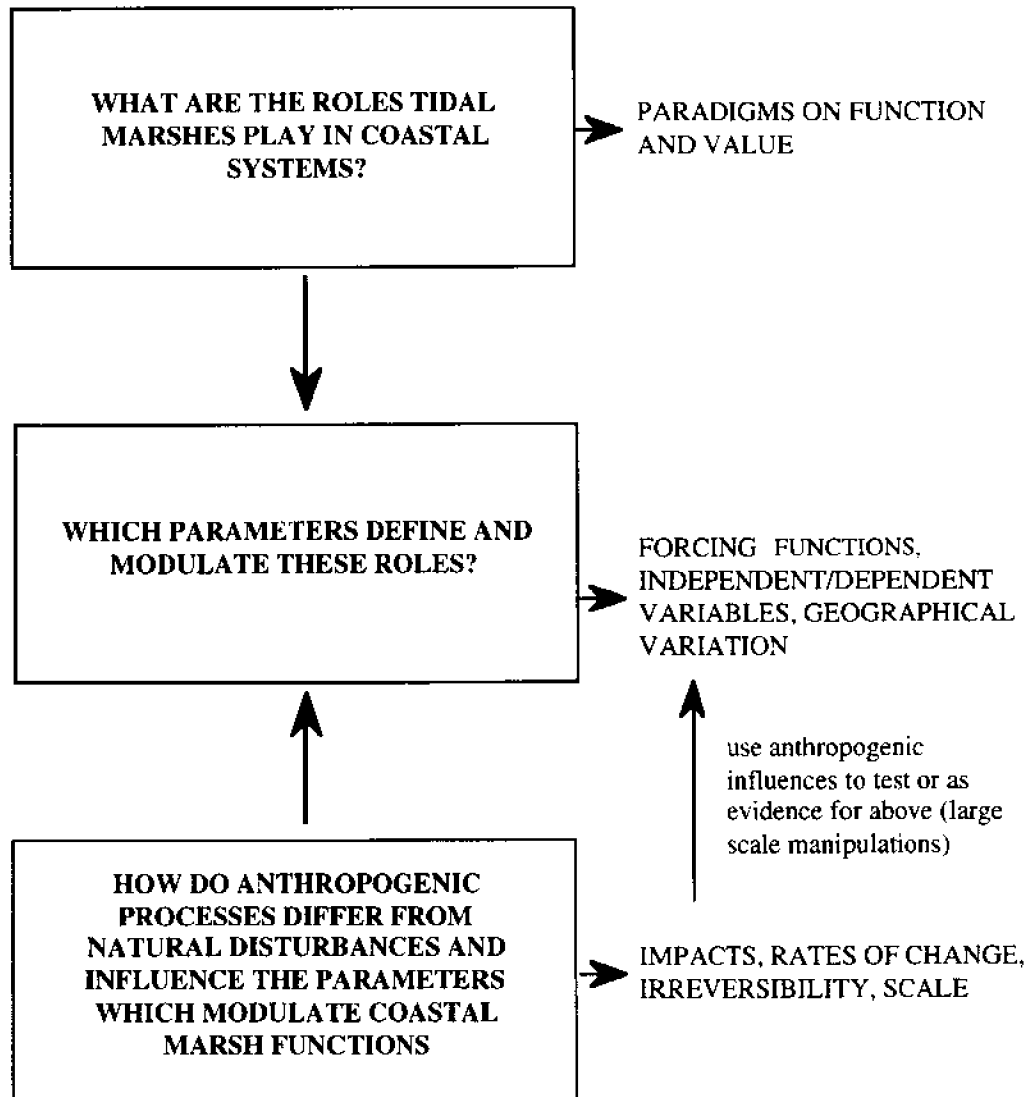 WHAT ARE THE ROLES TIDAL
MARSHES PLAY IN COASTAL
SYSTEMS?
PARADIGMS ON FUNCTION
AND VALUE
WHICH PARAMETERS DEFINE AND
MODULATE THESE ROLES?
FORCING FUNCTIONS,
INDEPENDENT/DEPENDENT
VARIABLES, GEOGRAPHICAL
VARIATION
use anthropogenic
influences to test or as
evidence for above (large
scale manipulations)
HOW DO ANTHROPOGENIC
PROCESSES DIFFER FROM
NATURAL DISTURBANCES AND
INFLUENCE THE PARAMETERS
WHICH MODULATE COASTAL
MARSH FUNCTIONS
IMPACTS, RATES OF CHANGE,
IRREVERSIBILITY, SCALE